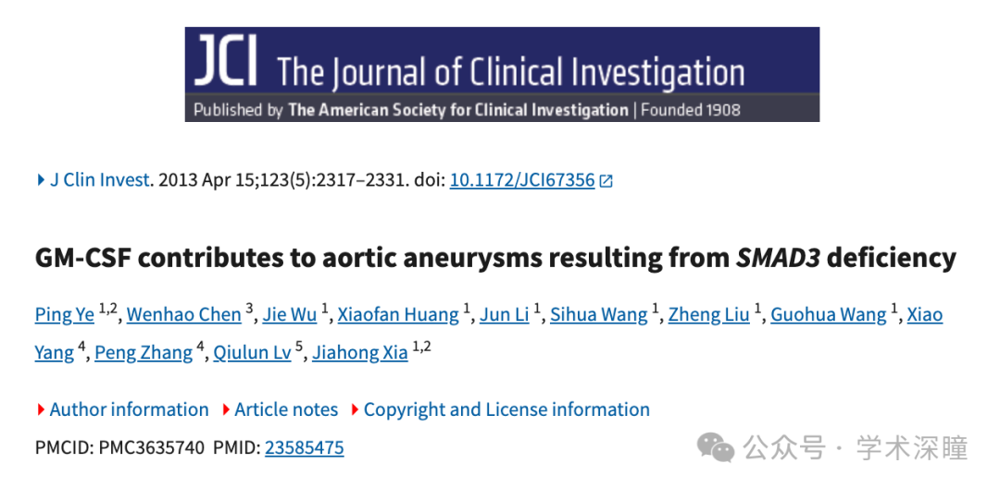 JCI The Journal of Clinical Investigation
Published by The American Society for Clinical Investigation | Founded 1908
J Clin Invest. 2013 Apr 15;123(5):2317–2331. doi: 10.1172/JCI67356
GM-CSF contributes to aortic aneurysms resulting from SMAD3 deficiency
Ping Ye 1,2, Wenhao Chen 3, Jie Wu 1, Xiaofan Huang 1, Jun Li 1, Sihua Wang 1, Zheng Liu 1, Guohua Wang 1, Xiao
Yang 4, Peng Zhang 4, Qiulun Lv 5, Jiahong Xia 1,2
Author information Article notes Copyright and License information
PMCID: PMC3635740 PMID: 23585475
公众号 · 学术深瞳